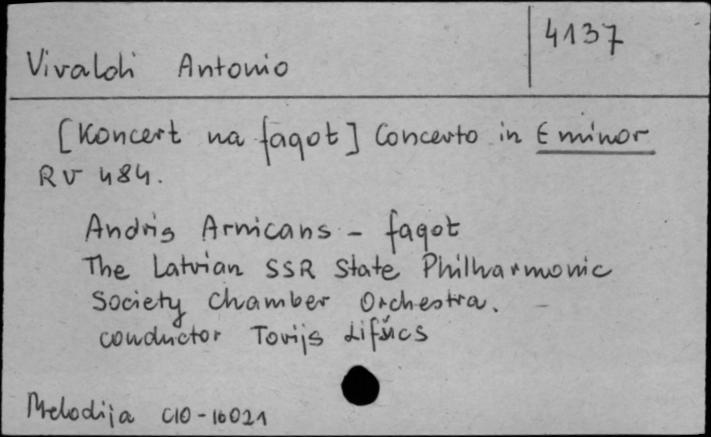 4137
Vivaldi Antonio
[Koncert na fagot] Concerto in E minor
RV 484.
Andris Arnicans - fagot
The Latvian SSR State Philharmonic
Society Chamber Orchestra.
conductor Tovijs Lifšics
Melodija C10-16021